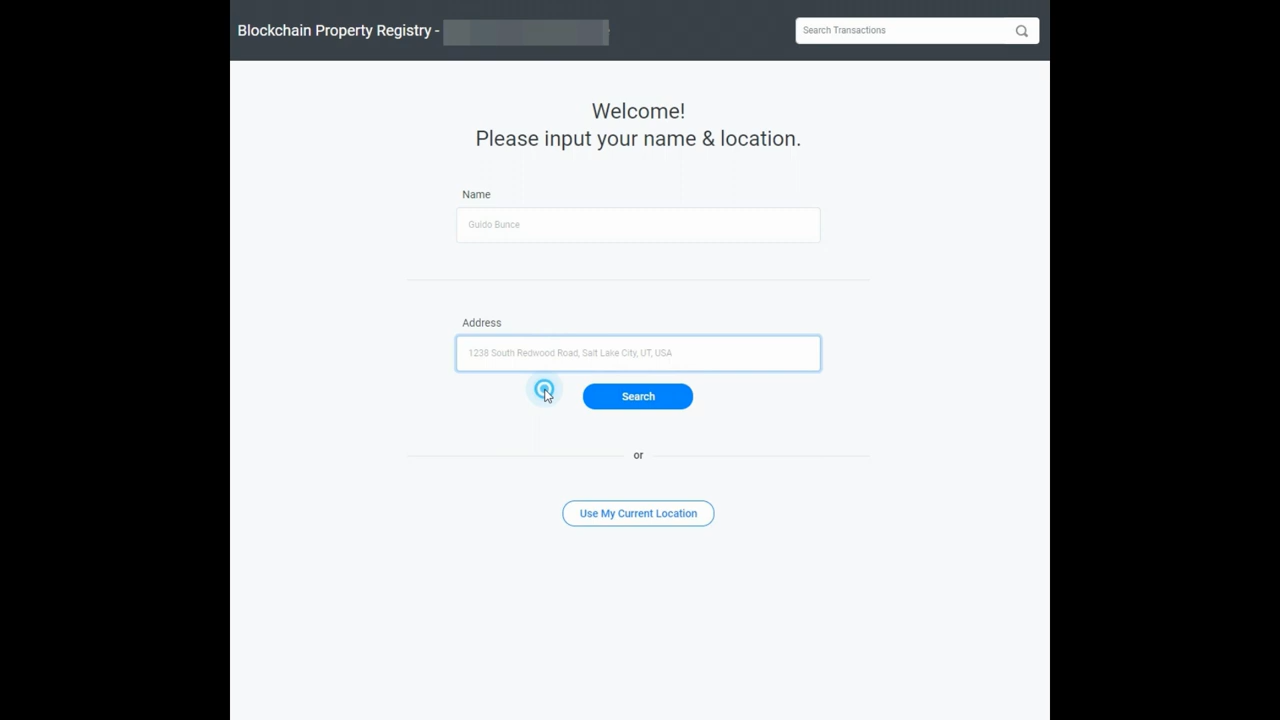 Blockchain Property Registry -
Search Transactions
Welcome!
Please input your name & location.
Name
Guido Bunce
Address
1238 South Redwood Road, Salt Lake City, UT, USA
Search
or
Use My Current Location